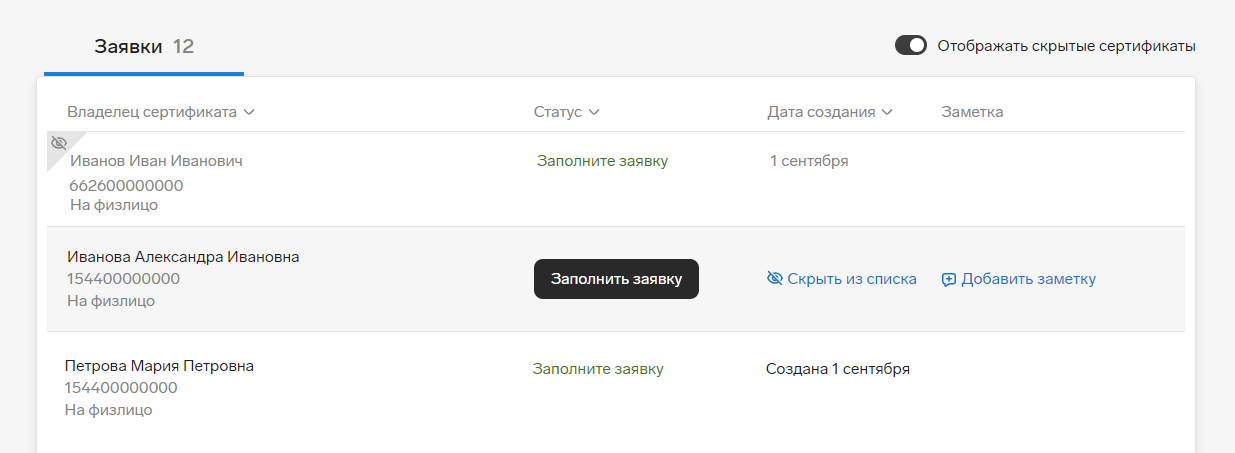 Заявки 12
Отображать скрытые сертификаты
Владелец сертификата Статус Дата создания Заметка
Иванов Иван Иванович Заполните заявку 1 сентября
662600000000
На физлицо
Иванова Александра Ивановна
154400000000 Заполнить заявку Скрыть из списка Добавить заметку
На физлицо
Петрова Мария Петровна Заполните заявку Создана 1 сентября
154400000000
На физлицо